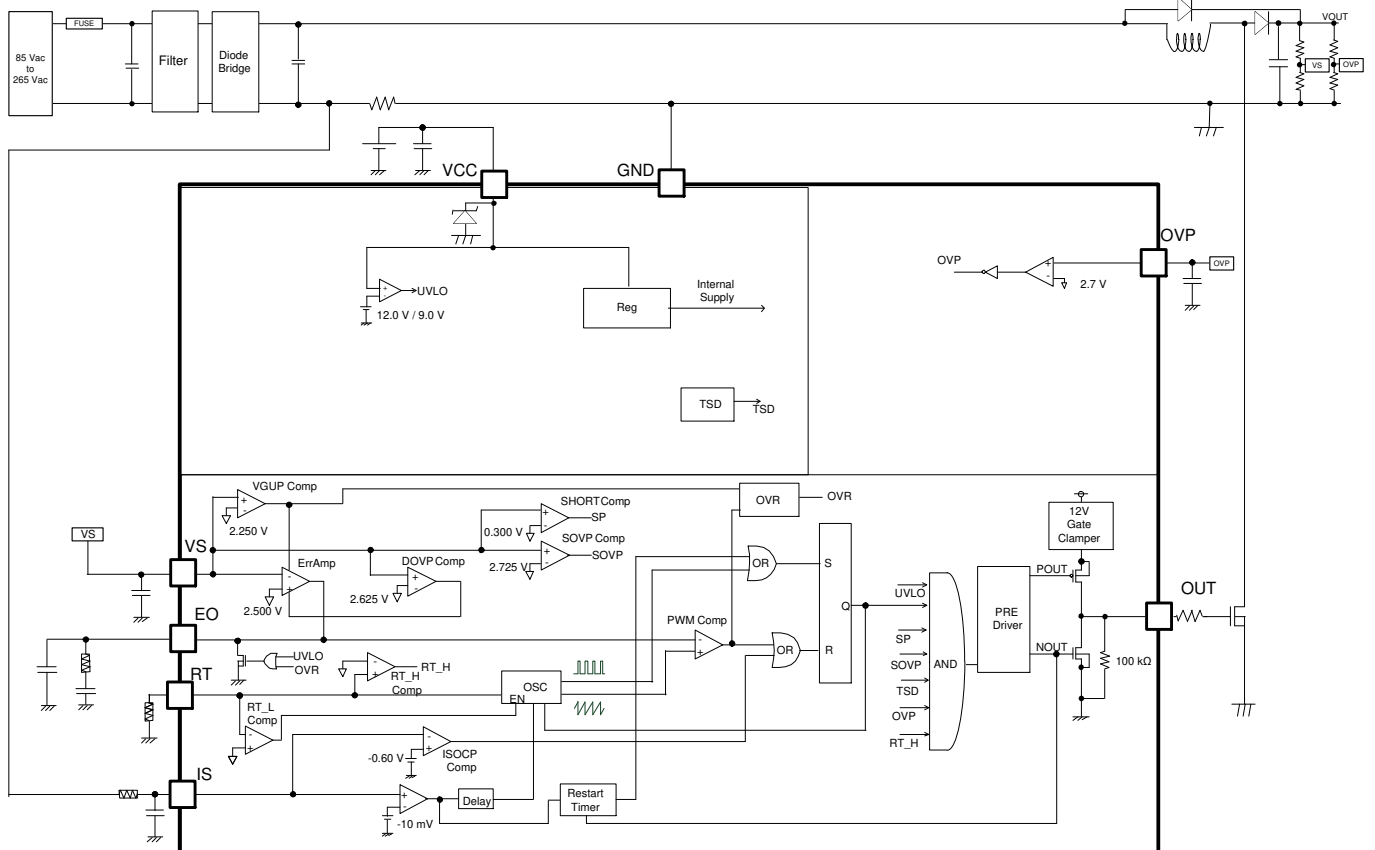 FUSE
85 Vac
to
265 Vac
Filter
Diode
Bridge
VOUT
VS
OVP
VCC
GND
OVP
OVP
OVP
2.7 V
UVLO
12.0 V / 9.0 V
Reg
Internal
Supply
TSD
TSD
VGUP Comp
2.250 V
OVR
OVR
SHORT Comp
SP
0.300 V
SOVP Comp
SOVP
2.725 V
12V
Gate
Clamper
VS
VS
ErrAmp
2.500 V
DOVP Comp
2.625 V
OR
S
Q
R
UVLO
SP
SOVP
TSD
OVP
RT_H
AND
PRE
Driver
POUT
NOUT
OUT
100 kΩ
EO
PWM Comp
OR
UVLO
OVR
RT_H
RT_H
Comp
RT
OSC
EN
RT_L
Comp
-0.60 V
ISOCP
Comp
IS
-10 mV
Delay
Restart
Timer